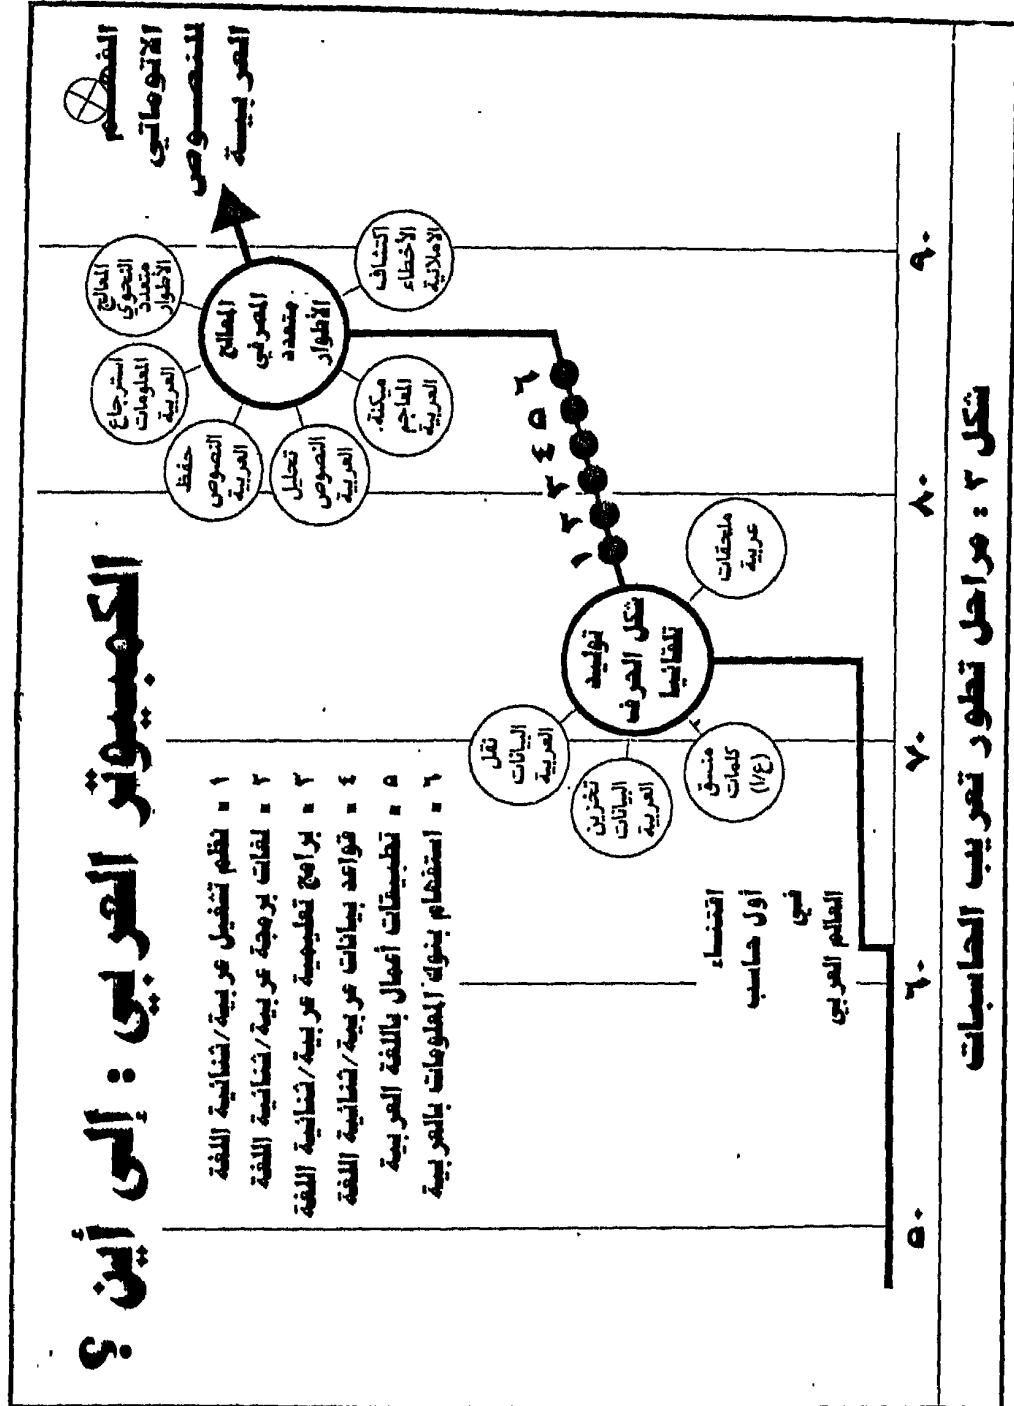 الكمبيوتر العربي : إلى أين ؟
الفهم
الاتوماتي
للنصوص
العربية
١ = نظم تشغيل عربية/ثنائية اللغة
٢ = لغات برمجة عربية/ثنائية اللغة
٣ = برامج تعليمية عربية/ثنائية اللغة
٤ = قواعد بيانات عربية/ثنائية اللغة
٥ = تطبيقات أعمال باللغة العربية
٦ = استفهام بنوك المعلومات بالعربية
المعالج
النحوي
متعدد
الأطوار
استرجاع
المعلومات
العربية
حفظ
النصوص
العربية
تحليل
النصوص
العربية
المعالج
الصرفي
متعدد
الأطوار
اكتشاف
الأخطاء
الاملائية
ميكنة
المعاجم
العربية
١ ٢ ٣ ٤ ٥ ٦
توليد
شكل الحرف
تلقائيا
نقل
البيانات
العربية
تخزين
البيانات
العربية
منسق
كلمات
(ع/ا)
ملحقات
عربية
اقتناء
أول حاسب
في
العالم العربي
٥٠ ٦٠ ٧٠ ٨٠ ٩٠
شكل ٣ : مراحل تطور تعريب الحاسبات